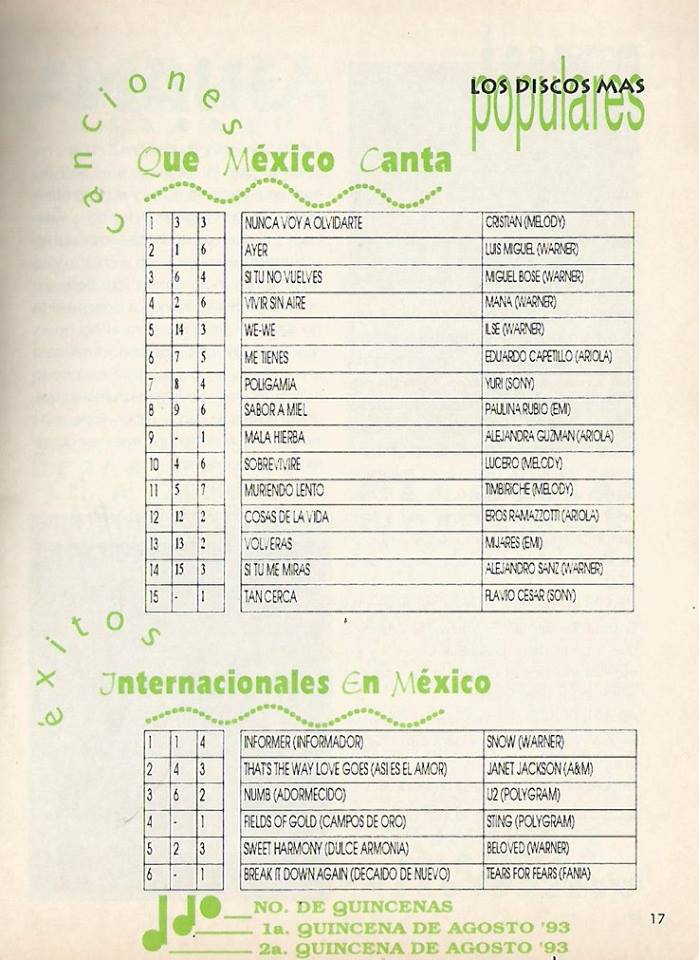 LOS DISCOS MAS
populares
canciones
Que México Canta
1 3 3 NUNCA VOY A OLVIDARTE CRISTIAN (MELODY)
2 1 6 AYER LUIS MIGUEL (WARNER)
3 6 4 SI TU NO VUELVES MIGUEL BOSE (WARNER)
4 2 6 VIVIR SIN AIRE MANA (WARNER)
5 14 3 WE-WE ILSE (WARNER)
6 7 5 ME TIENES EDUARDO CAPETILLO (ARIOLA)
7 8 4 POLIGAMIA YURI (SONY)
8 9 6 SABOR A MIEL PAULINA RUBIO (EMI)
9 - 1 MALA HIERBA ALEJANDRA GUZMAN (ARIOLA)
10 4 6 SOBREVIVIRE LUCERO (MELODY)
11 5 7 MURIENDO LENTO TIMBIRICHE (MELODY)
12 12 2 COSAS DE LA VIDA EROS RAMAZZOTTI (ARIOLA)
13 13 2 VOLVERAS MIJARES (EMI)
14 15 3 SI TU ME MIRAS ALEJANDRO SANZ (WARNER)
15 - 1 TAN CERCA FLAVIO CESAR (SONY)
èxitos
Internacionales En México
1 1 4 INFORMER (INFORMADOR) SNOW (WARNER)
2 4 3 THATS THE WAY LOVE GOES (ASI ES EL AMOR) JANET JACKSON (A&M)
3 6 2 NUMB (ADORMECIDO) U2 (POLYGRAM)
4 - 1 FIELDS OF GOLD (CAMPOS DE ORO) STING (POLYGRAM)
5 2 3 SWEET HARMONY (DULCE ARMONIA) BELOVED (WARNER)
6 - 1 BREAK IT DOWN AGAIN (DECAIDO DE NUEVO) TEARS FOR FEARS (FANIA)
NO. DE QUINCENAS
1a. QUINCENA DE AGOSTO '93
2a. QUINCENA DE AGOSTO '93
17